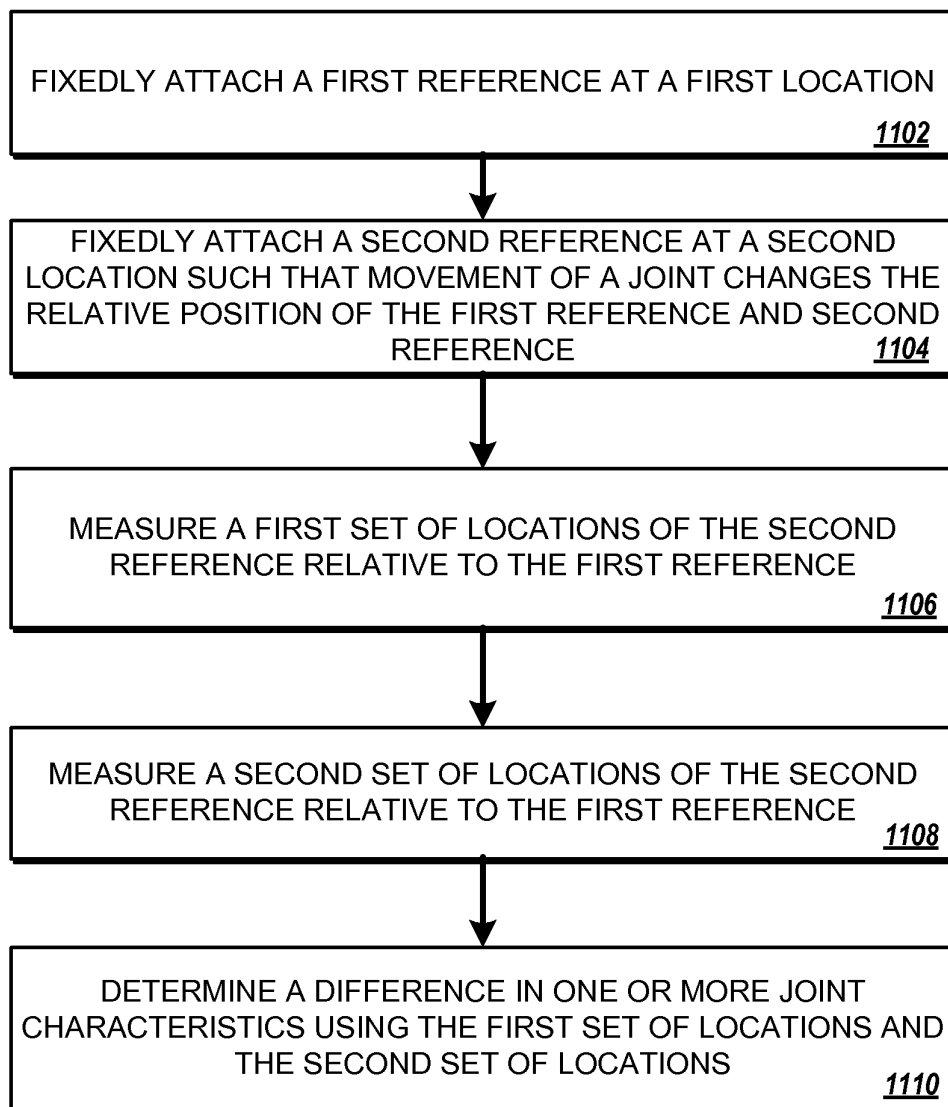 FIXEDLY ATTACH A FIRST REFERENCE AT A FIRST LOCATION
1102
FIXEDLY ATTACH A SECOND REFERENCE AT A SECOND
LOCATION SUCH THAT MOVEMENT OF A JOINT CHANGES THE
RELATIVE POSITION OF THE FIRST REFERENCE AND SECOND
REFERENCE
1104
MEASURE A FIRST SET OF LOCATIONS OF THE SECOND
REFERENCE RELATIVE TO THE FIRST REFERENCE
1106
MEASURE A SECOND SET OF LOCATIONS OF THE SECOND
REFERENCE RELATIVE TO THE FIRST REFERENCE
1108
DETERMINE A DIFFERENCE IN ONE OR MORE JOINT
CHARACTERISTICS USING THE FIRST SET OF LOCATIONS AND
THE SECOND SET OF LOCATIONS
1110